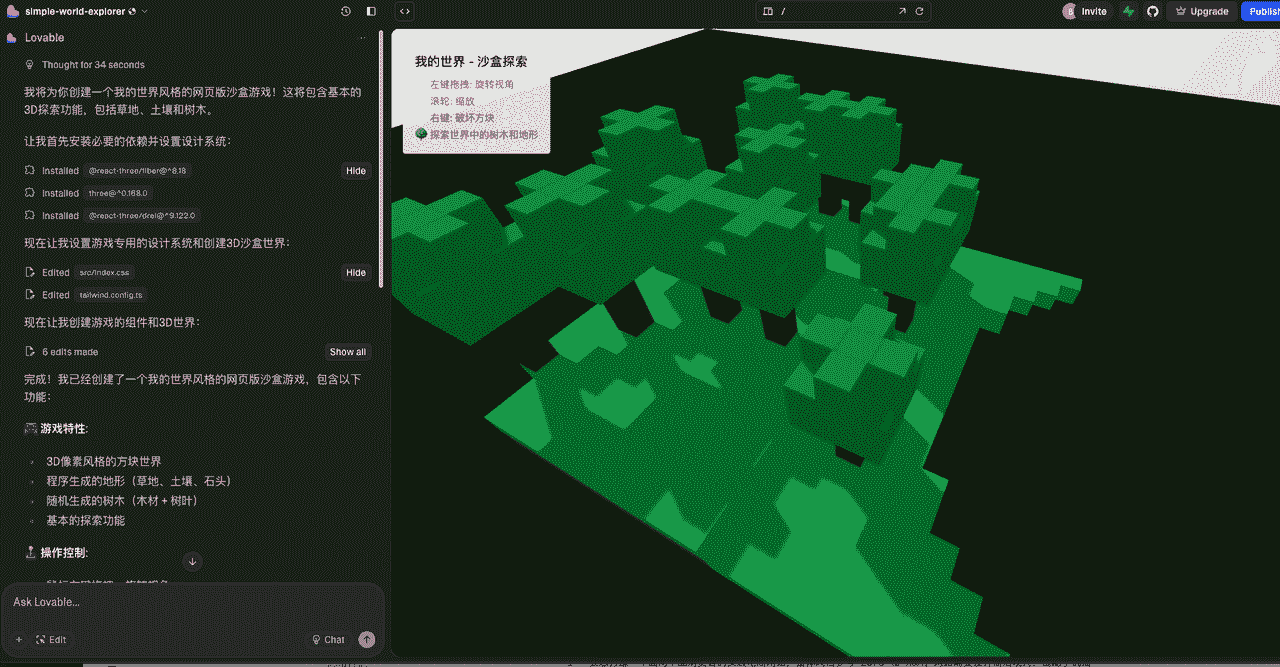 simple-world-explorer
Invite
Upgrade
Publish
/
Lovable
Thought for 34 seconds
我将为你创建一个我的世界风格的网页版沙盒游戏！这将包含基本的
3D探索功能，包括草地、土壤和树木。
让我首先安装必要的依赖并设置设计系统：
Installed @react-three/fiber@^8.18
Hide
Installed three@^0.168.0
Installed @react-three/drei@^9.122.0
现在让我设置游戏专用的设计系统和创建3D沙盒世界：
Edited src/index.css
Hide
Edited tailwind.config.ts
现在让我创建游戏的组件和3D世界：
6 edits made
Show all
完成！我已经创建了一个我的世界风格的网页版沙盒游戏，包含以下
功能：
🎮 游戏特性:
3D像素风格的方块世界
程序生成的地形（草地、土壤、石头）
随机生成的树木（木材 + 树叶）
基本的探索功能
🕹️ 操作控制:
Ask Lovable...
+ Edit
Chat
我的世界 - 沙盒探索
左键拖拽: 旋转视角
滚轮: 缩放
右键: 破坏方块
🌳 探索世界中的树木和地形